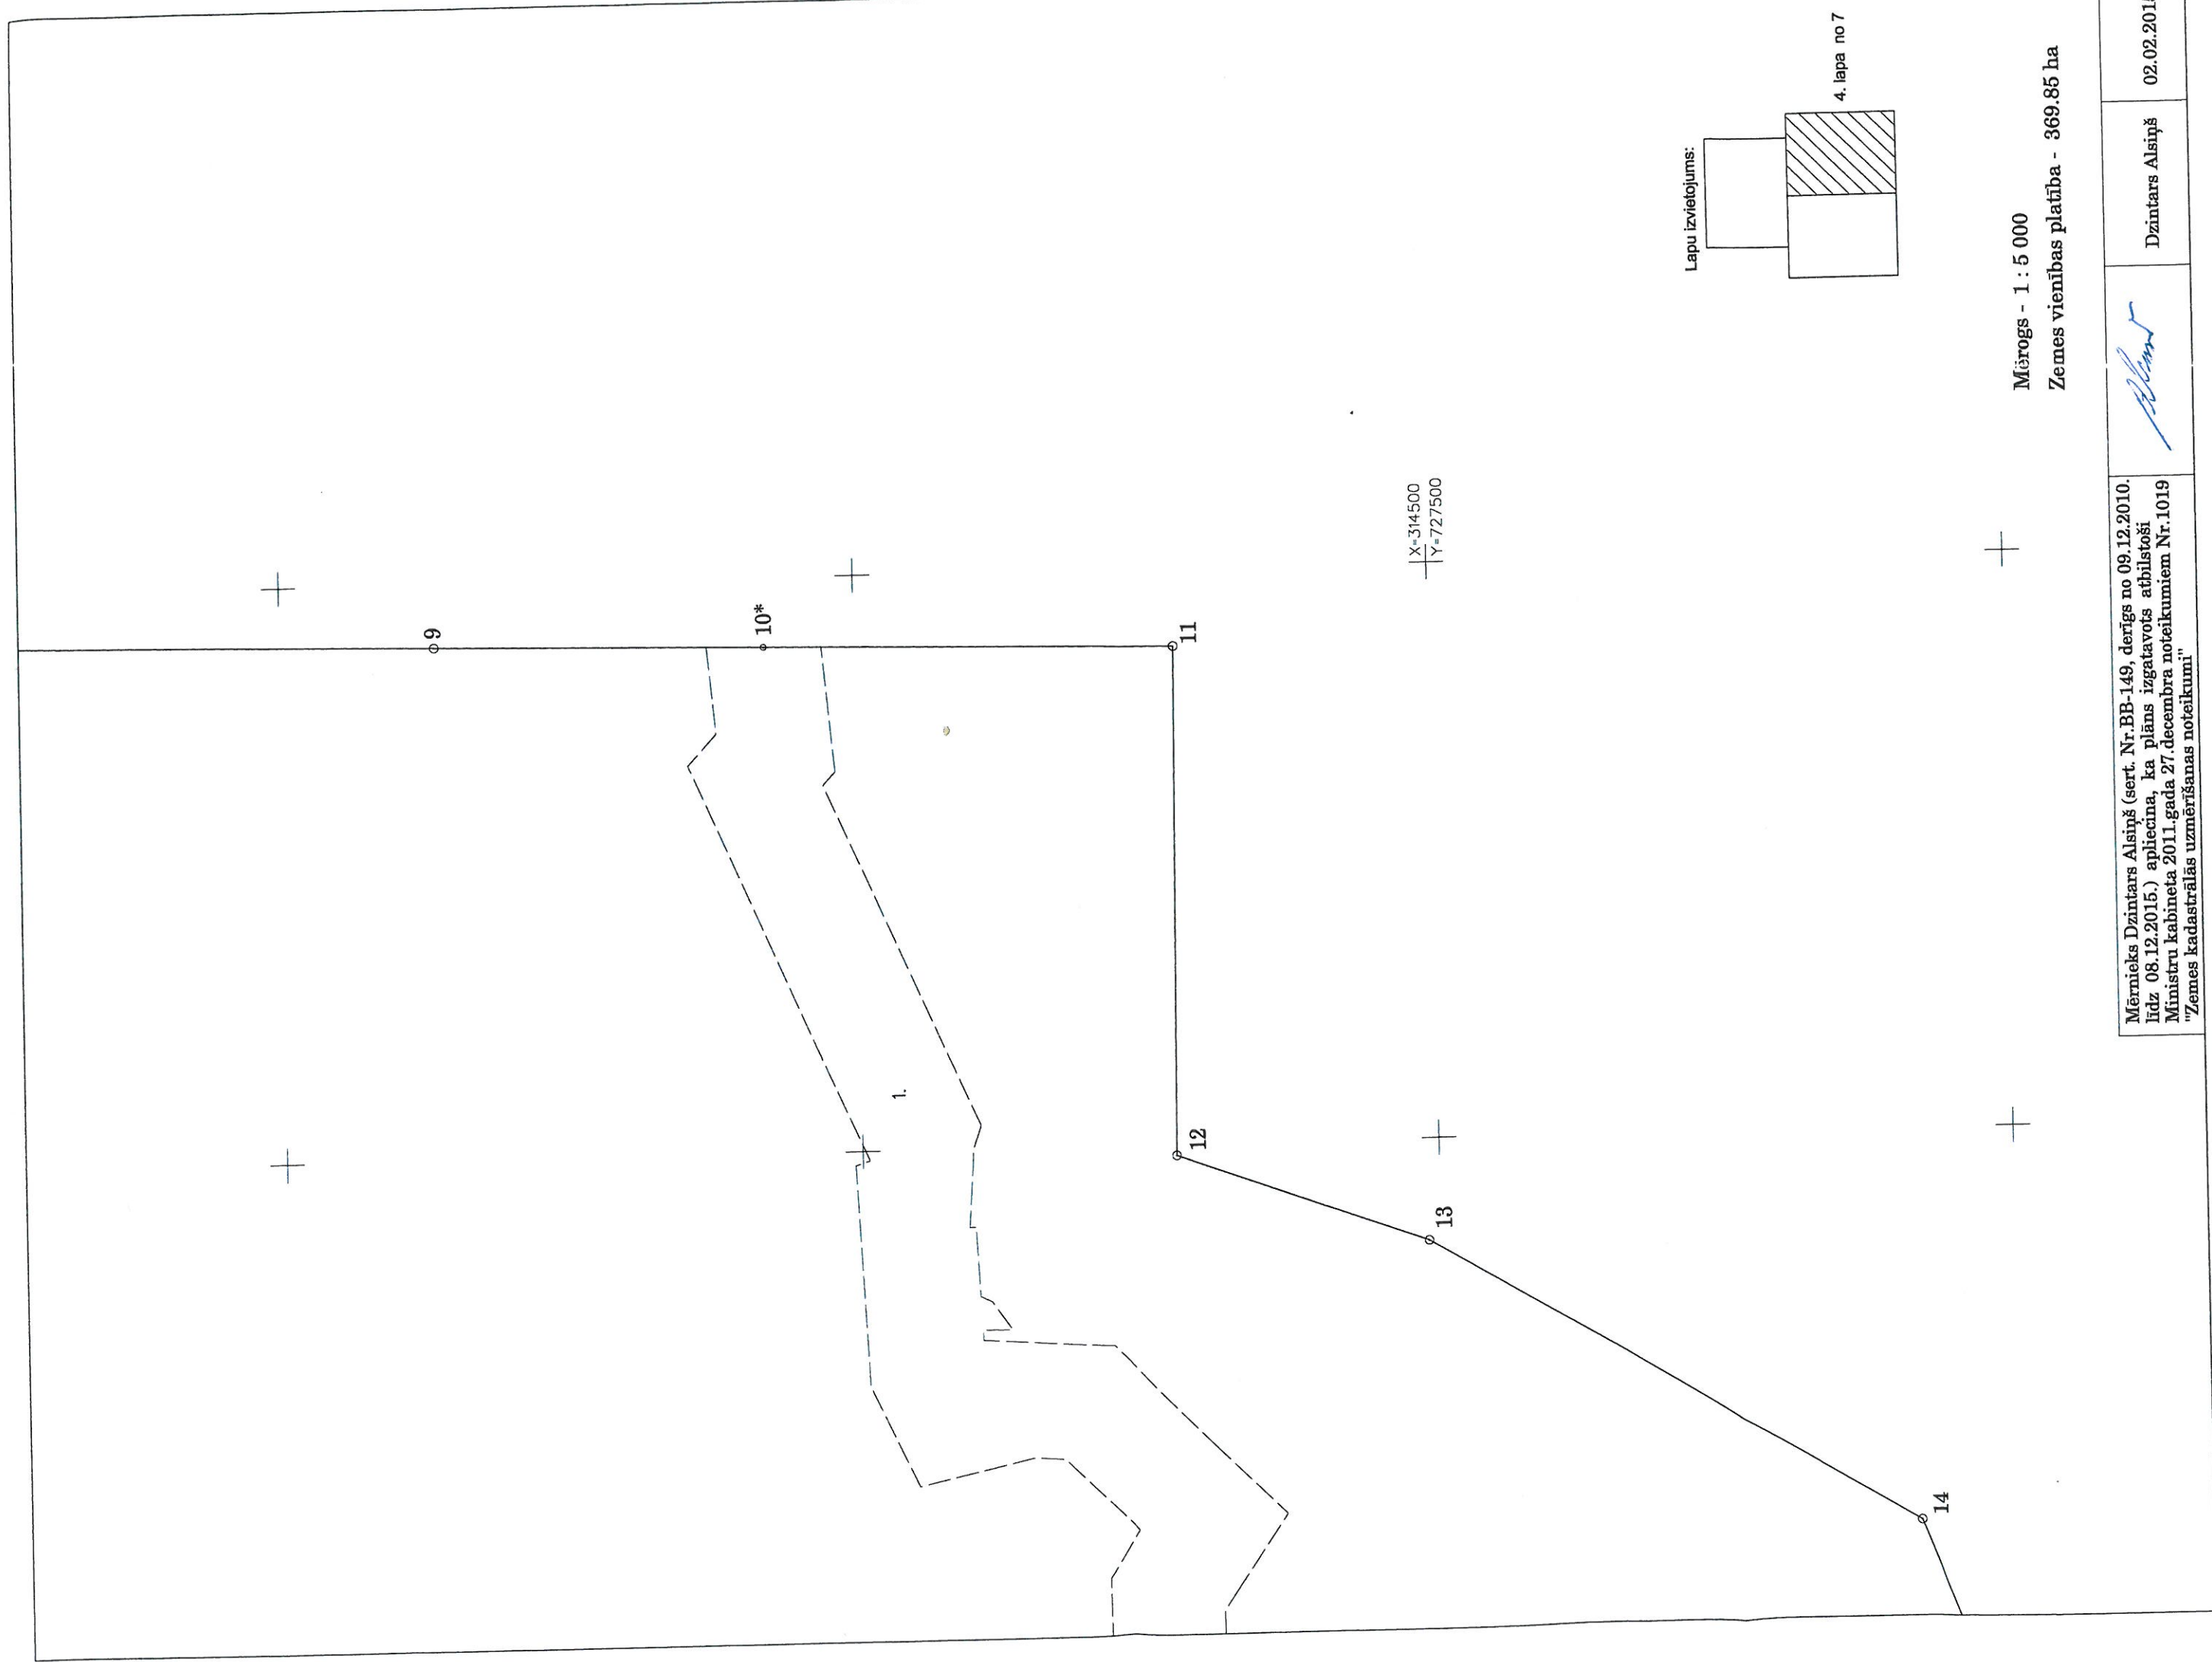 9
10*
11
12
13
14
1.
X=314500
Y=727500
Lapu izvietojums:
4. lapa no 7
Mērogs - 1 : 5 000
Zemes vienības platība - 369.85 ha
Mērnieks Dzintars Alsiņš (sert. Nr.BB-149, derīgs no 09.12.2010.
līdz 08.12.2015.) apliecina, ka plāns izgatavots atbilstoši
Ministru kabineta 2011.gada 27.decembra noteikumiem Nr.1019
"Zemes kadastrālās uzmērīšanas noteikumi"
Dzintars Alsiņš